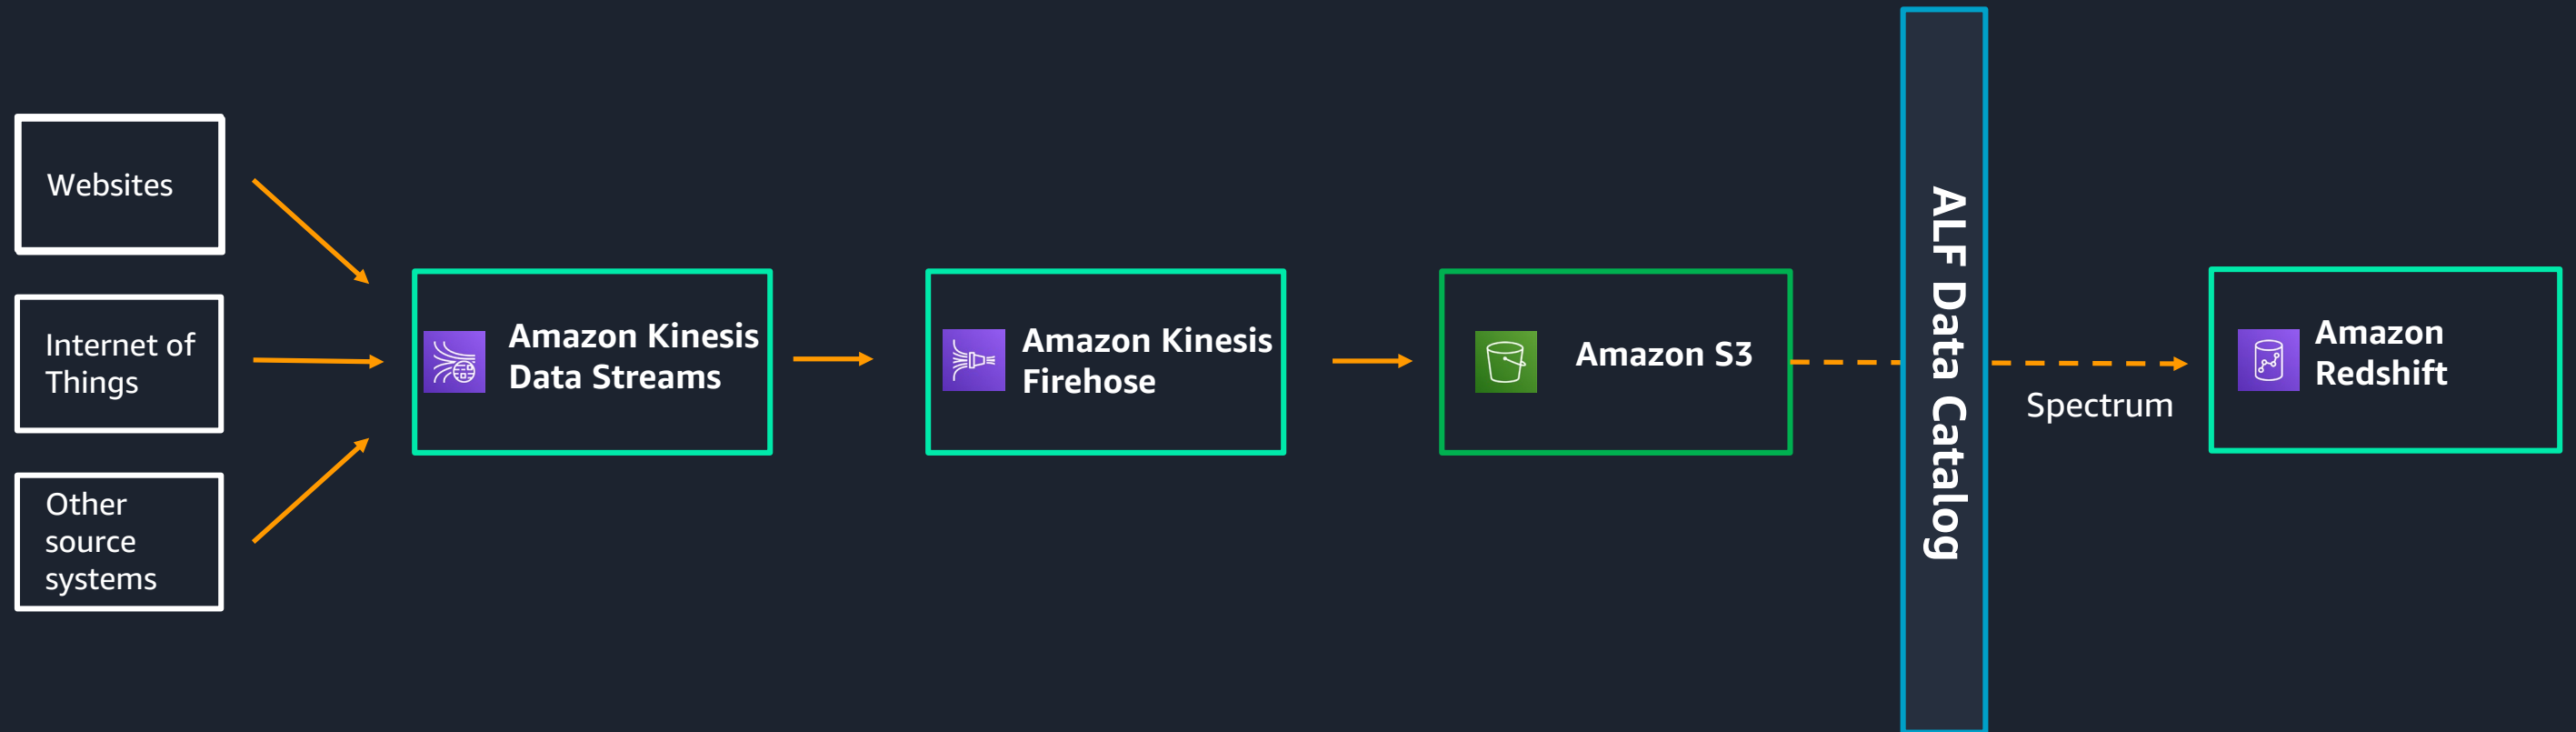 Websites
Internet of
Things
Other
source
systems
Amazon Kinesis
Data Streams
Amazon Kinesis
Firehose
Amazon S3
ALF Data Catalog
Spectrum
Amazon
Redshift